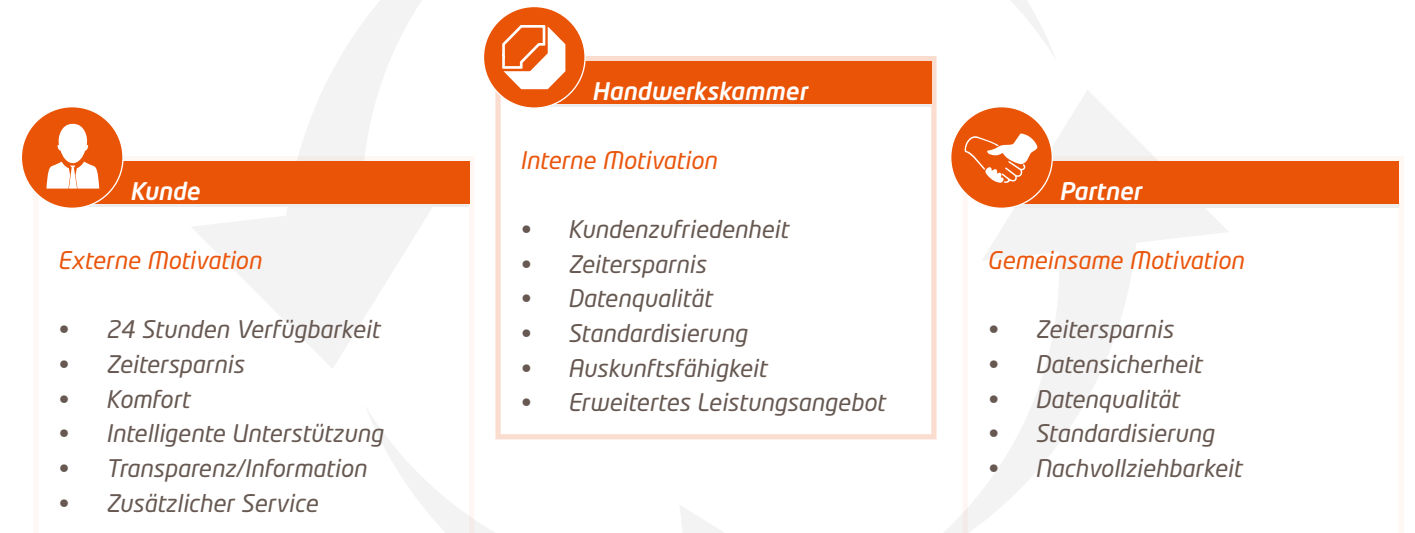 Kunde
Externe Motivation
• 24 Stunden Verfügbarkeit
• Zeitersparnis
• Komfort
• Intelligente Unterstützung
• Transparenz/Information
• Zusätzlicher Service
Handwerkskammer
Interne Motivation
• Kundenzufriedenheit
• Zeitersparnis
• Datenqualität
• Standardisierung
• Auskunftsfähigkeit
• Erweitertes Leistungsangebot
Partner
Gemeinsame Motivation
• Zeitersparnis
• Datensicherheit
• Datenqualität
• Standardisierung
• Nachvollziehbarkeit